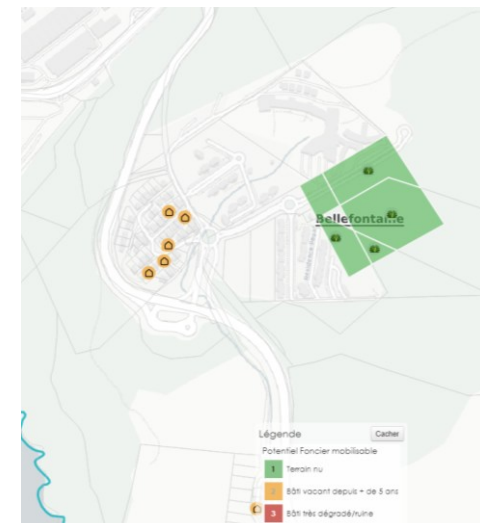 Bellefontaine
Légende
Cacher
Potentiel Foncier mobilisable
1 Terrain nu
2 Bâti vacant depuis + de 5 ans
3 Bâti très dégradé/ruine